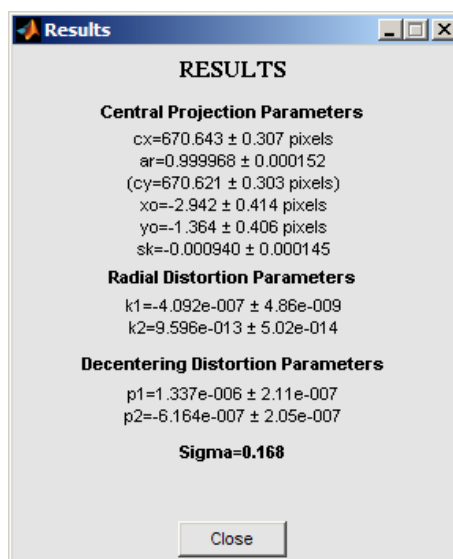 Results
RESULTS
Central Projection Parameters
cx=670.643 ± 0.307 pixels
ar=0.999968 ± 0.000152
(cy=670.621 ± 0.303 pixels)
xo=-2.942 ± 0.414 pixels
yo=-1.364 ± 0.406 pixels
sk=-0.000940 ± 0.000145
Radial Distortion Parameters
k1=-4.092e-007 ± 4.86e-009
k2=9.596e-013 ± 5.02e-014
Decentering Distortion Parameters
p1=1.337e-006 ± 2.11e-007
p2=-6.164e-007 ± 2.05e-007
Sigma=0.168
Close